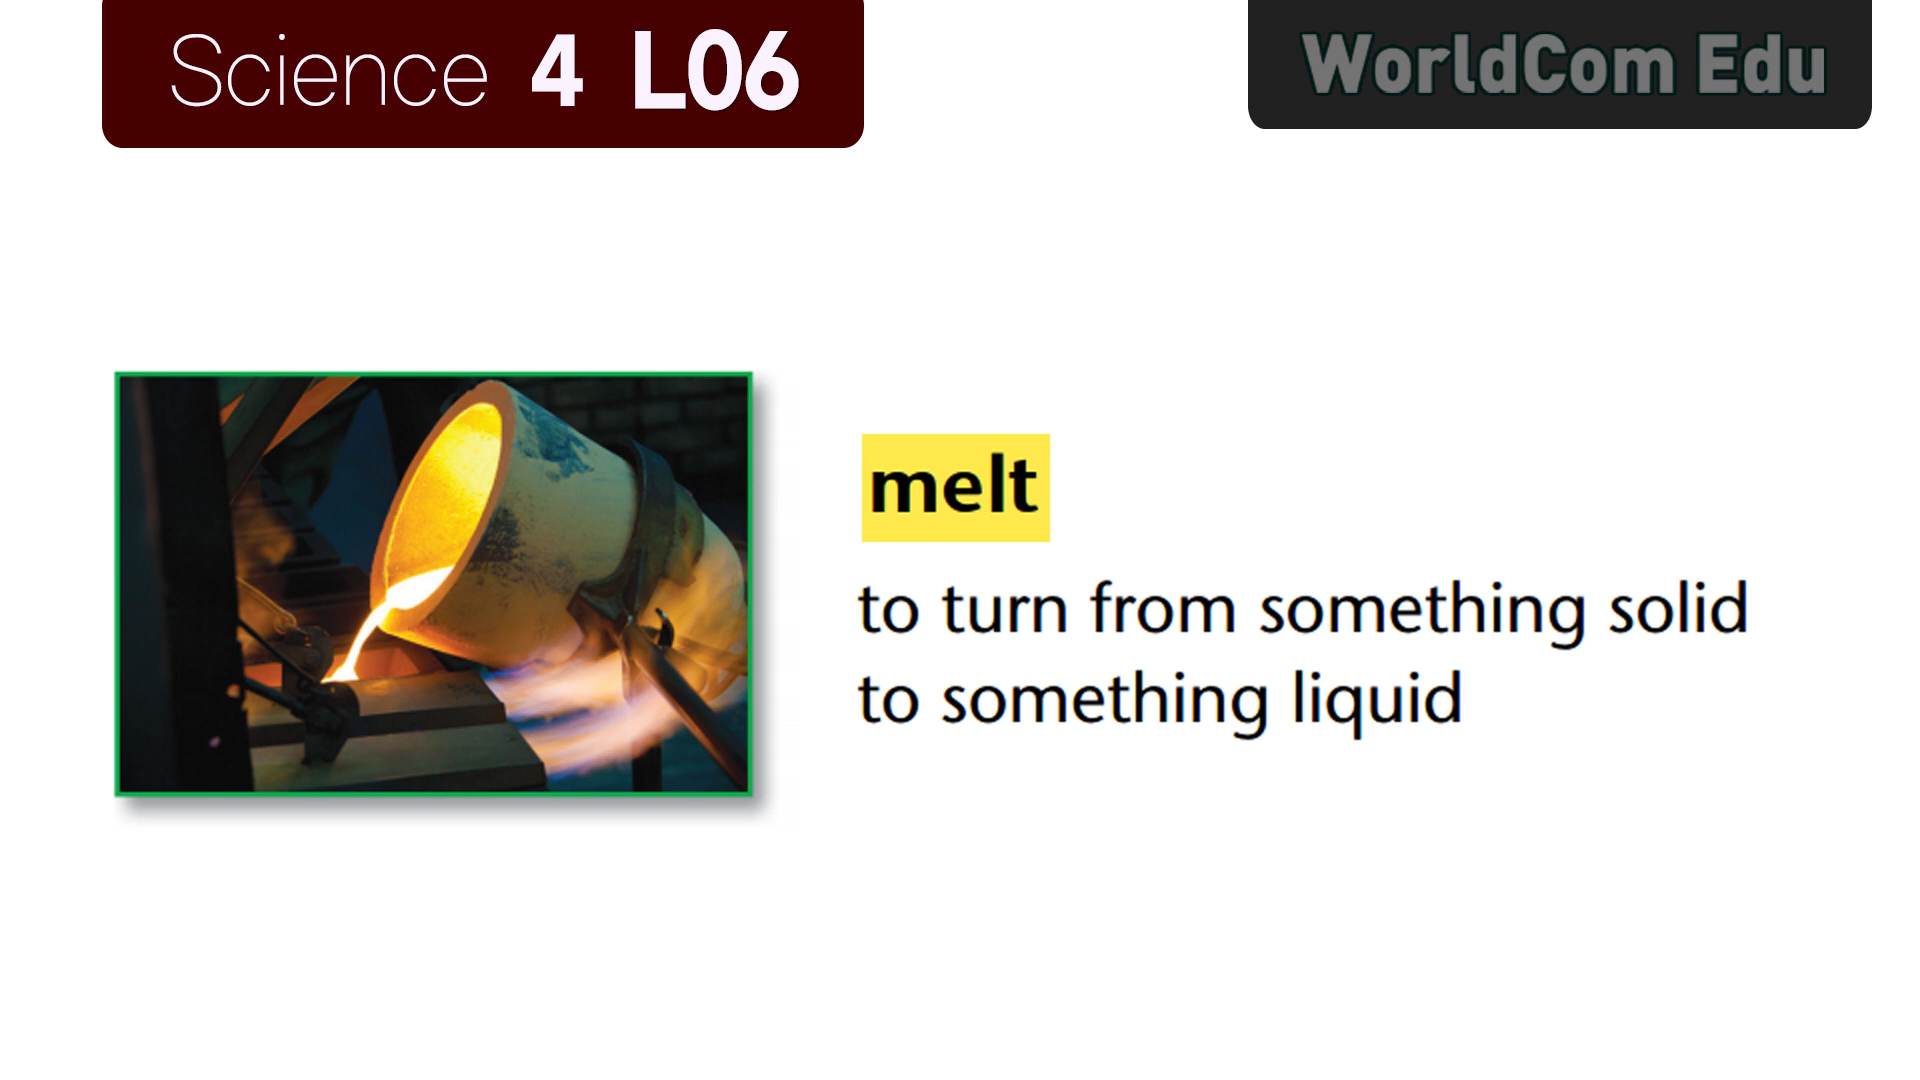 Science 4 L06
WorldCom Edu
melt
to turn from something solid
to something liquid